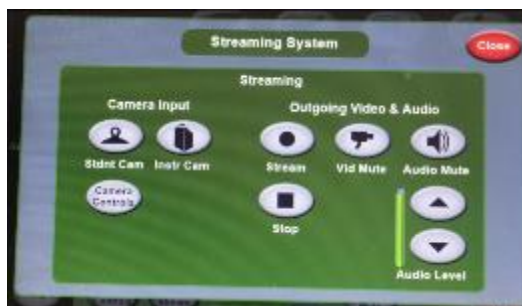 Streaming System
Close
Streaming
Camera Input
Outgoing Video & Audio
Stdnt Cam
Instr Cam
Stream
Vid Mute
Audio Mute
Camera
Controls
Stop
Audio Level